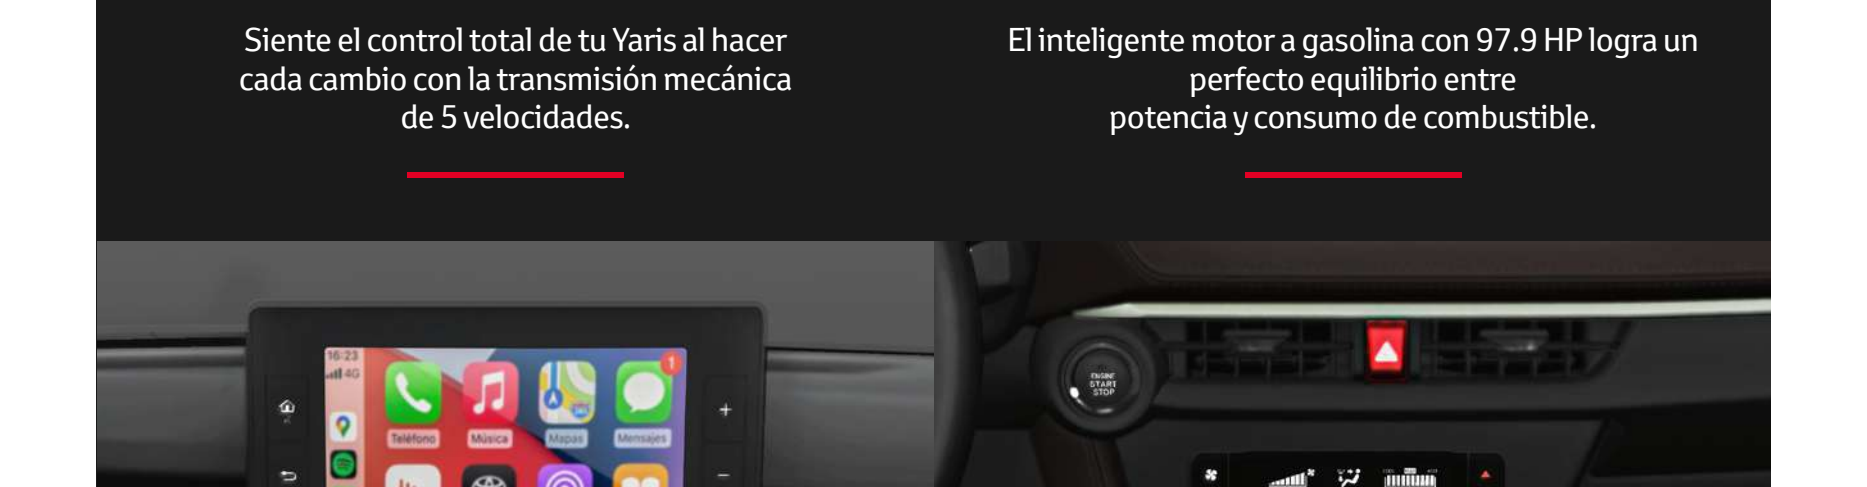 Siente el control total de tu Yaris al hacer
cada cambio con la transmisión mecánica
de 5 velocidades.
El inteligente motor a gasolina con 97.9 HP logra un
perfecto equilibrio entre
potencia y consumo de combustible.
16:23
4G
1
Teléfono
Música
Mapas
Mensajes
+
-
ENGINE
START
STOP